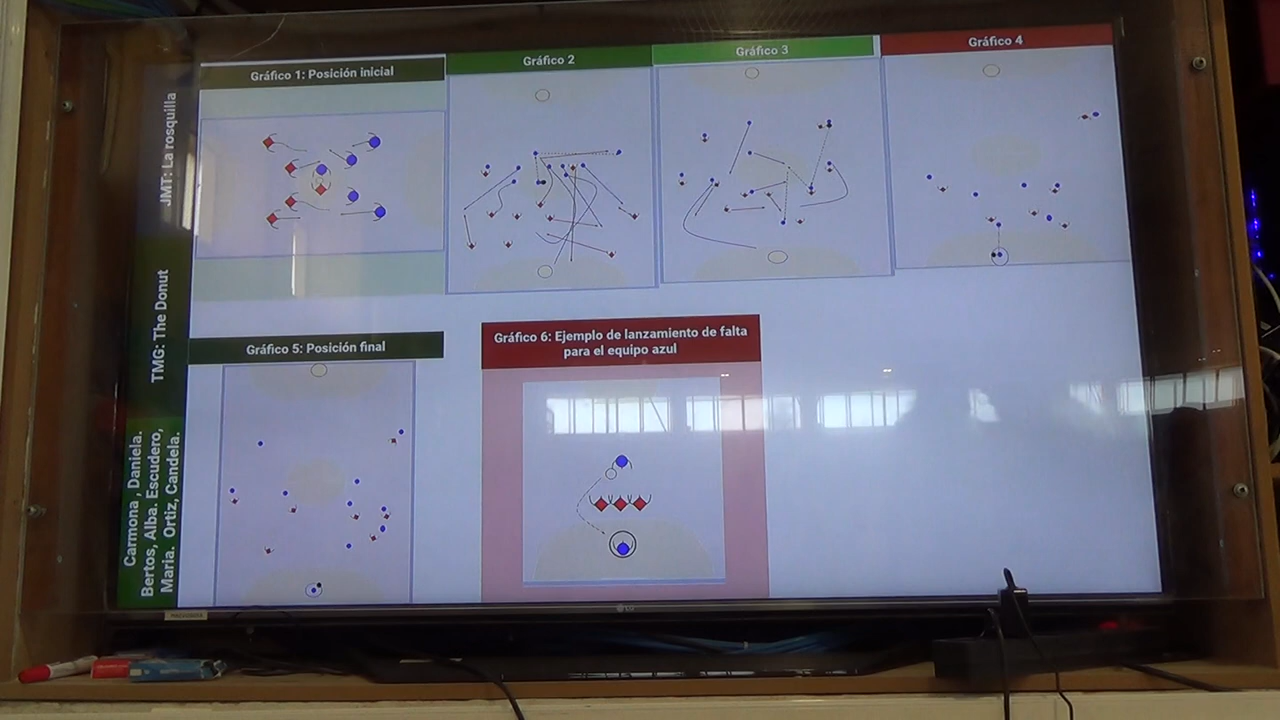 JMT: La rosquilla
TMG: The Donut
Carmona , Daniela.
Bertos, Alba. Escudero,
Maria. Ortiz, Candela.
Gráfico 1: Posición inicial
Gráfico 2
Gráfico 3
Gráfico 4
Gráfico 5: Posición final
Gráfico 6: Ejemplo de lanzamiento de falta
para el equipo azul
LG